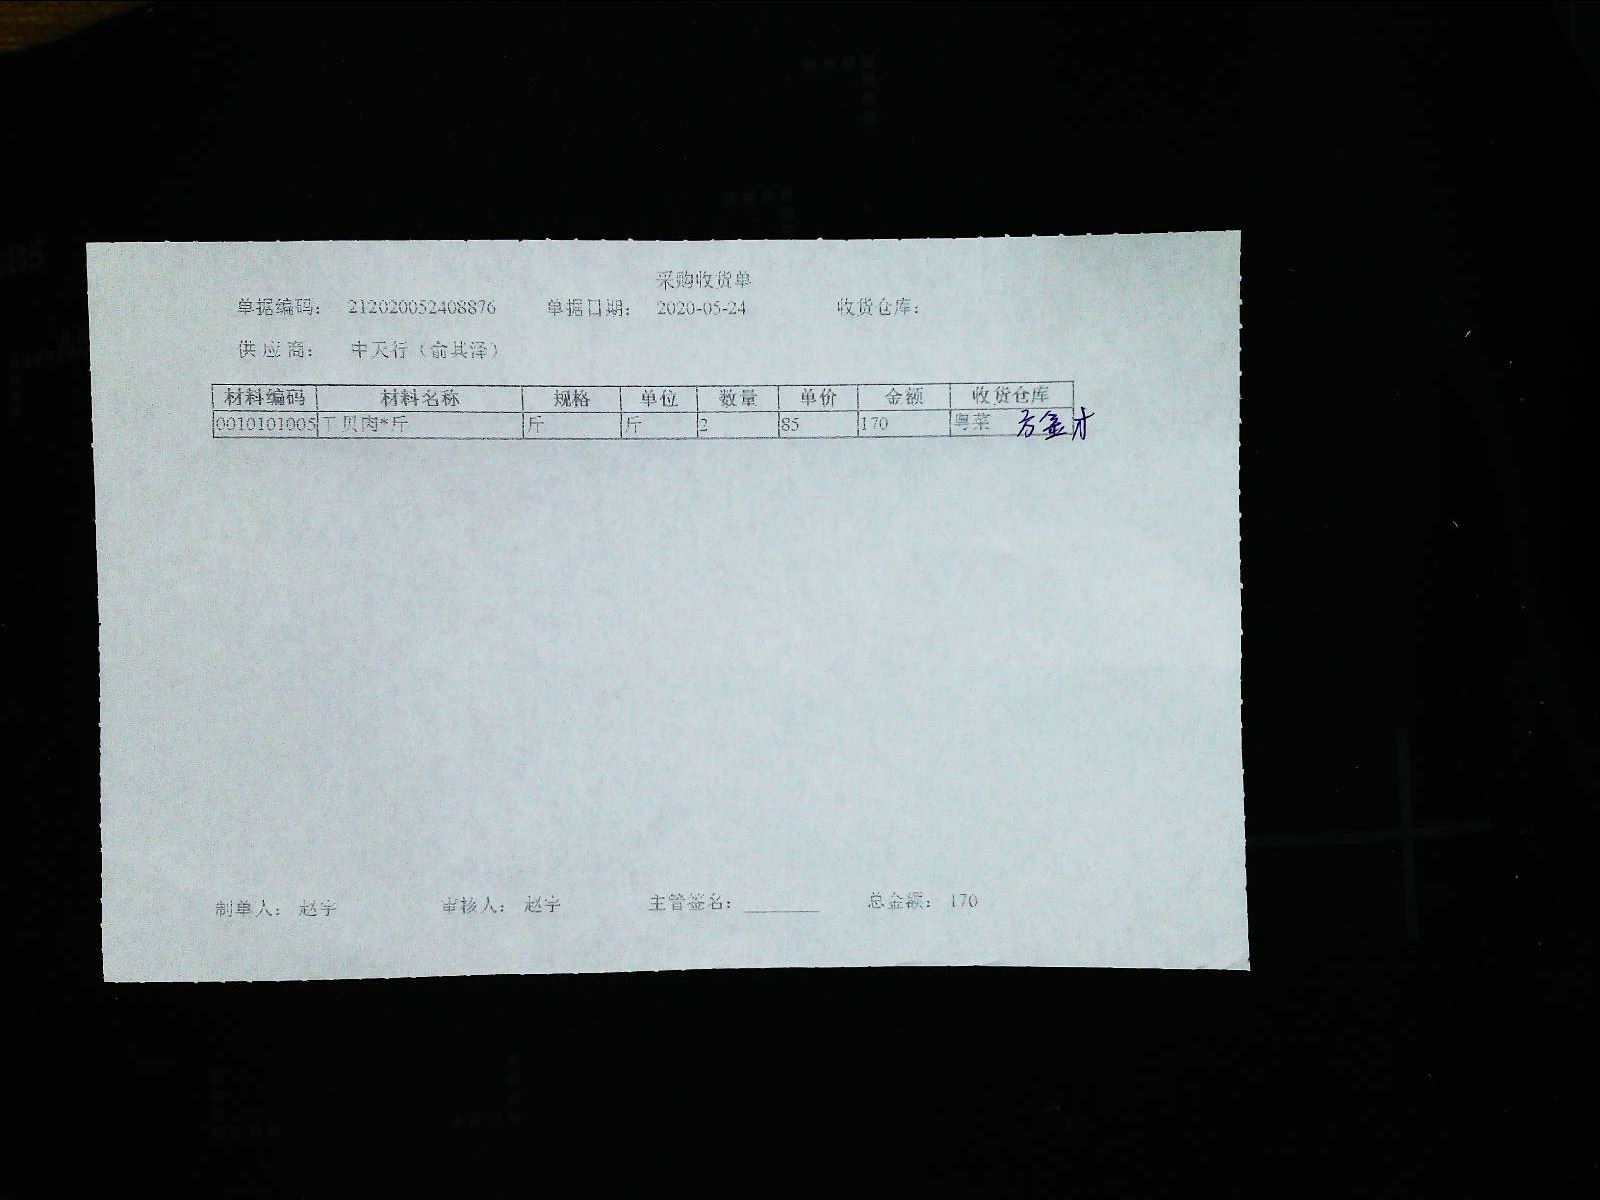 采购收货单
单据编码： 212020052408876 单据日期： 2020-05-24 收货仓库：
供应商： 中天行（俞其泽）
材料编码 材料名称 规格 单位 数量 单价 金额 收货仓库
0010101005 丁贝肉*斤 斤 斤 2 85 170 粤菜 方金才
制单人： 赵宇 审核人： 赵宇 主管签名： 总金额： 170